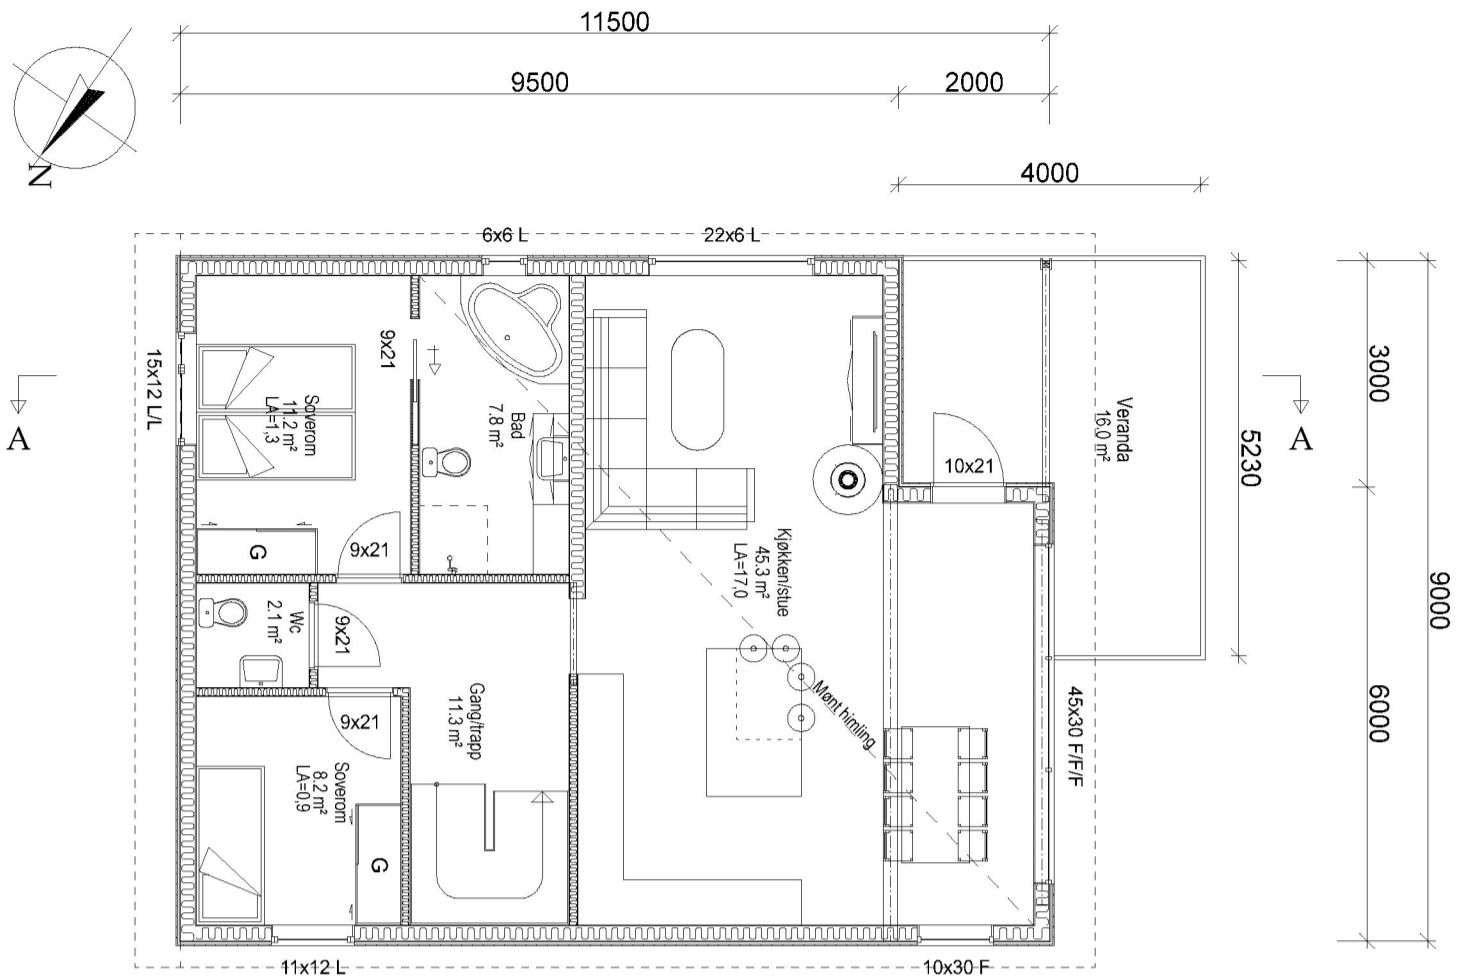 11500
9500
2000
4000
N
6x6 L
22x6 L
15x12 L/L
A
A
9x21
Soverom
11.2 m²
LA=1,3
Bad
7.8 m²
10x21
Veranda
16.0 m²
3000
5230
9000
6000
G
9x21
Kjøkken/stue
45.3 m²
LA=17,0
Wc
2.1 m²
9x21
Gang/trapp
11.3 m²
Mønt himling
45x30 F/F/F
9x21
Soverom
8.2 m²
LA=0,9
G
11x12 L
10x30 F